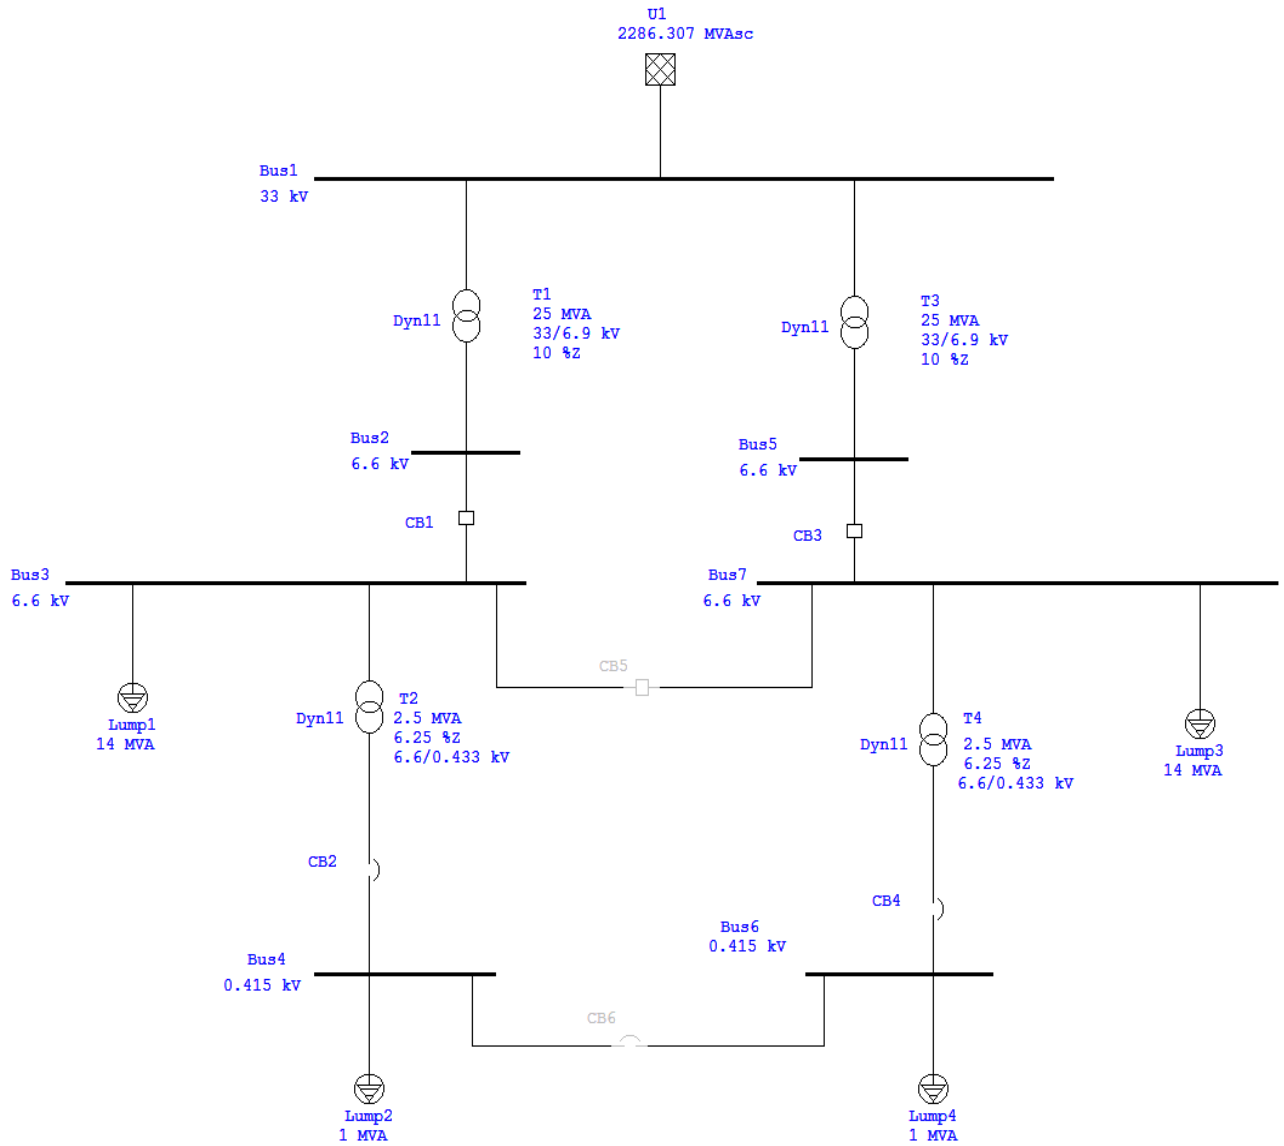 U1
2286.307 MVAsc
Bus1
33 kV
T1
25 MVA
33/6.9 kV
10 %Z
Dyn11
T3
25 MVA
33/6.9 kV
10 %Z
Dyn11
Bus2
6.6 kV
Bus5
6.6 kV
CB1
CB3
Bus3
6.6 kV
Bus7
6.6 kV
CB5
Lump1
14 MVA
Dyn11
T2
2.5 MVA
6.25 %Z
6.6/0.433 kV
Dyn11
T4
2.5 MVA
6.25 %Z
6.6/0.433 kV
Lump3
14 MVA
CB2
CB4
Bus4
0.415 kV
Bus6
0.415 kV
CB6
Lump2
1 MVA
Lump4
1 MVA